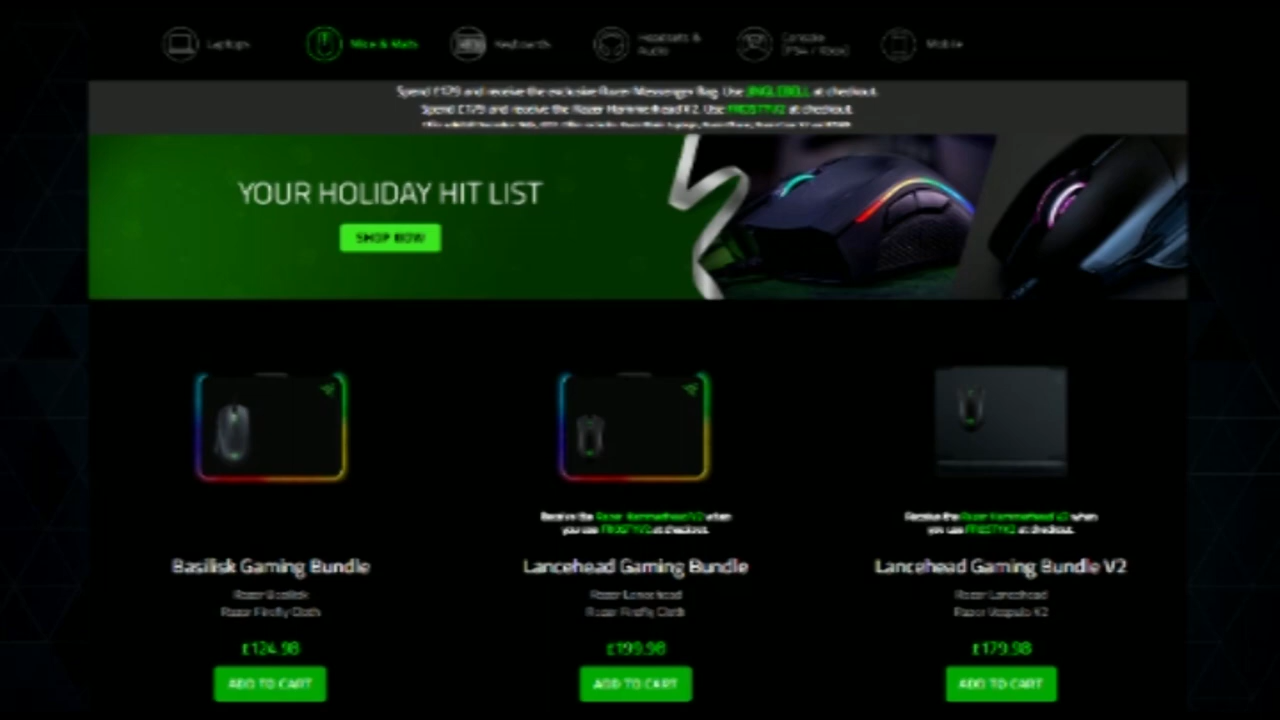 Laptops
Mice & Mats
Keyboards
Headsets &
Audio
Console
Mobile
Spend £179 and receive the exclusive Razer Messenger Bag. Use JINGLEBELL at checkout.
Spend £179 and receive the Razer Hammerhead V2. Use FROSTYV2 at checkout.
YOUR HOLIDAY HIT LIST
SHOP NOW
Receive the Razer Hammerhead V2 when
you use FROSTYV2 at checkout.
Receive the Razer Hammerhead V2 when
you use FROSTYV2 at checkout.
Basilisk Gaming Bundle
Lancehead Gaming Bundle
Lancehead Gaming Bundle V2
Razer Basilisk
Razer Lancehead
Razer Lancehead
Razer Firefly Cloth
Razer Firefly Cloth
Razer Vespula V2
£124.98
£199.98
£179.98
ADD TO CART
ADD TO CART
ADD TO CART